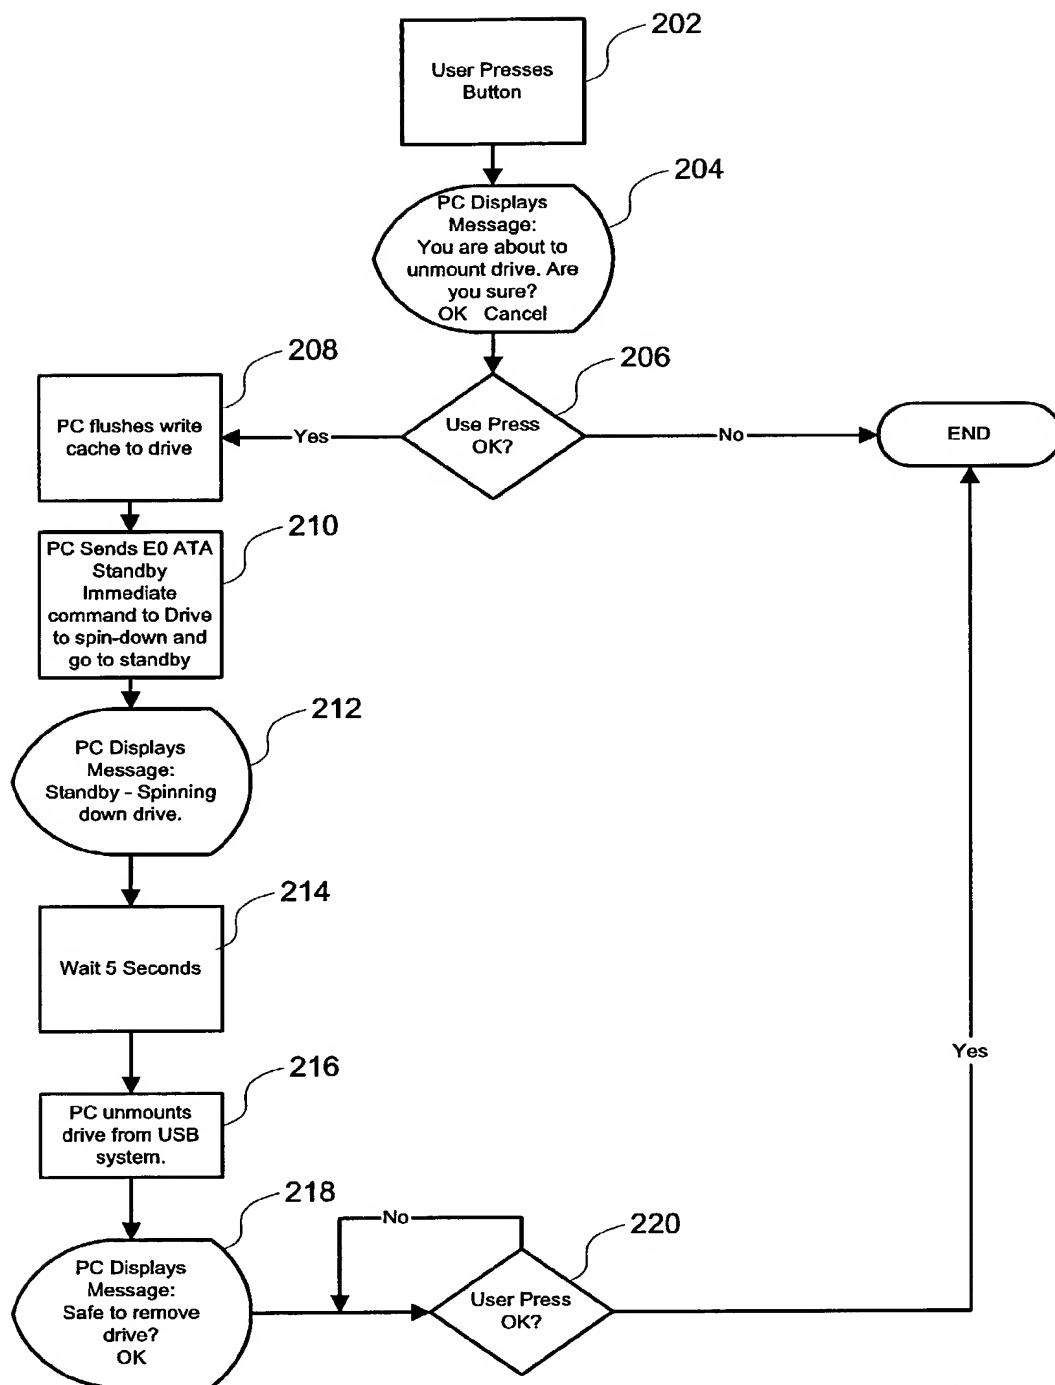 202
User Presses
Button
204
PC Displays
Message:
You are about to
unmount drive. Are
you sure?
OK Cancel
206
Use Press
OK?
Yes
No
END
208
PC flushes write
cache to drive
210
PC Sends E0 ATA
Standby
Immediate
command to Drive
to spin-down and
go to standby
212
PC Displays
Message:
Standby - Spinning
down drive.
214
Wait 5 Seconds
216
PC unmounts
drive from USB
system.
218
PC Displays
Message:
Safe to remove
drive?
OK
No
220
User Press
OK?
Yes